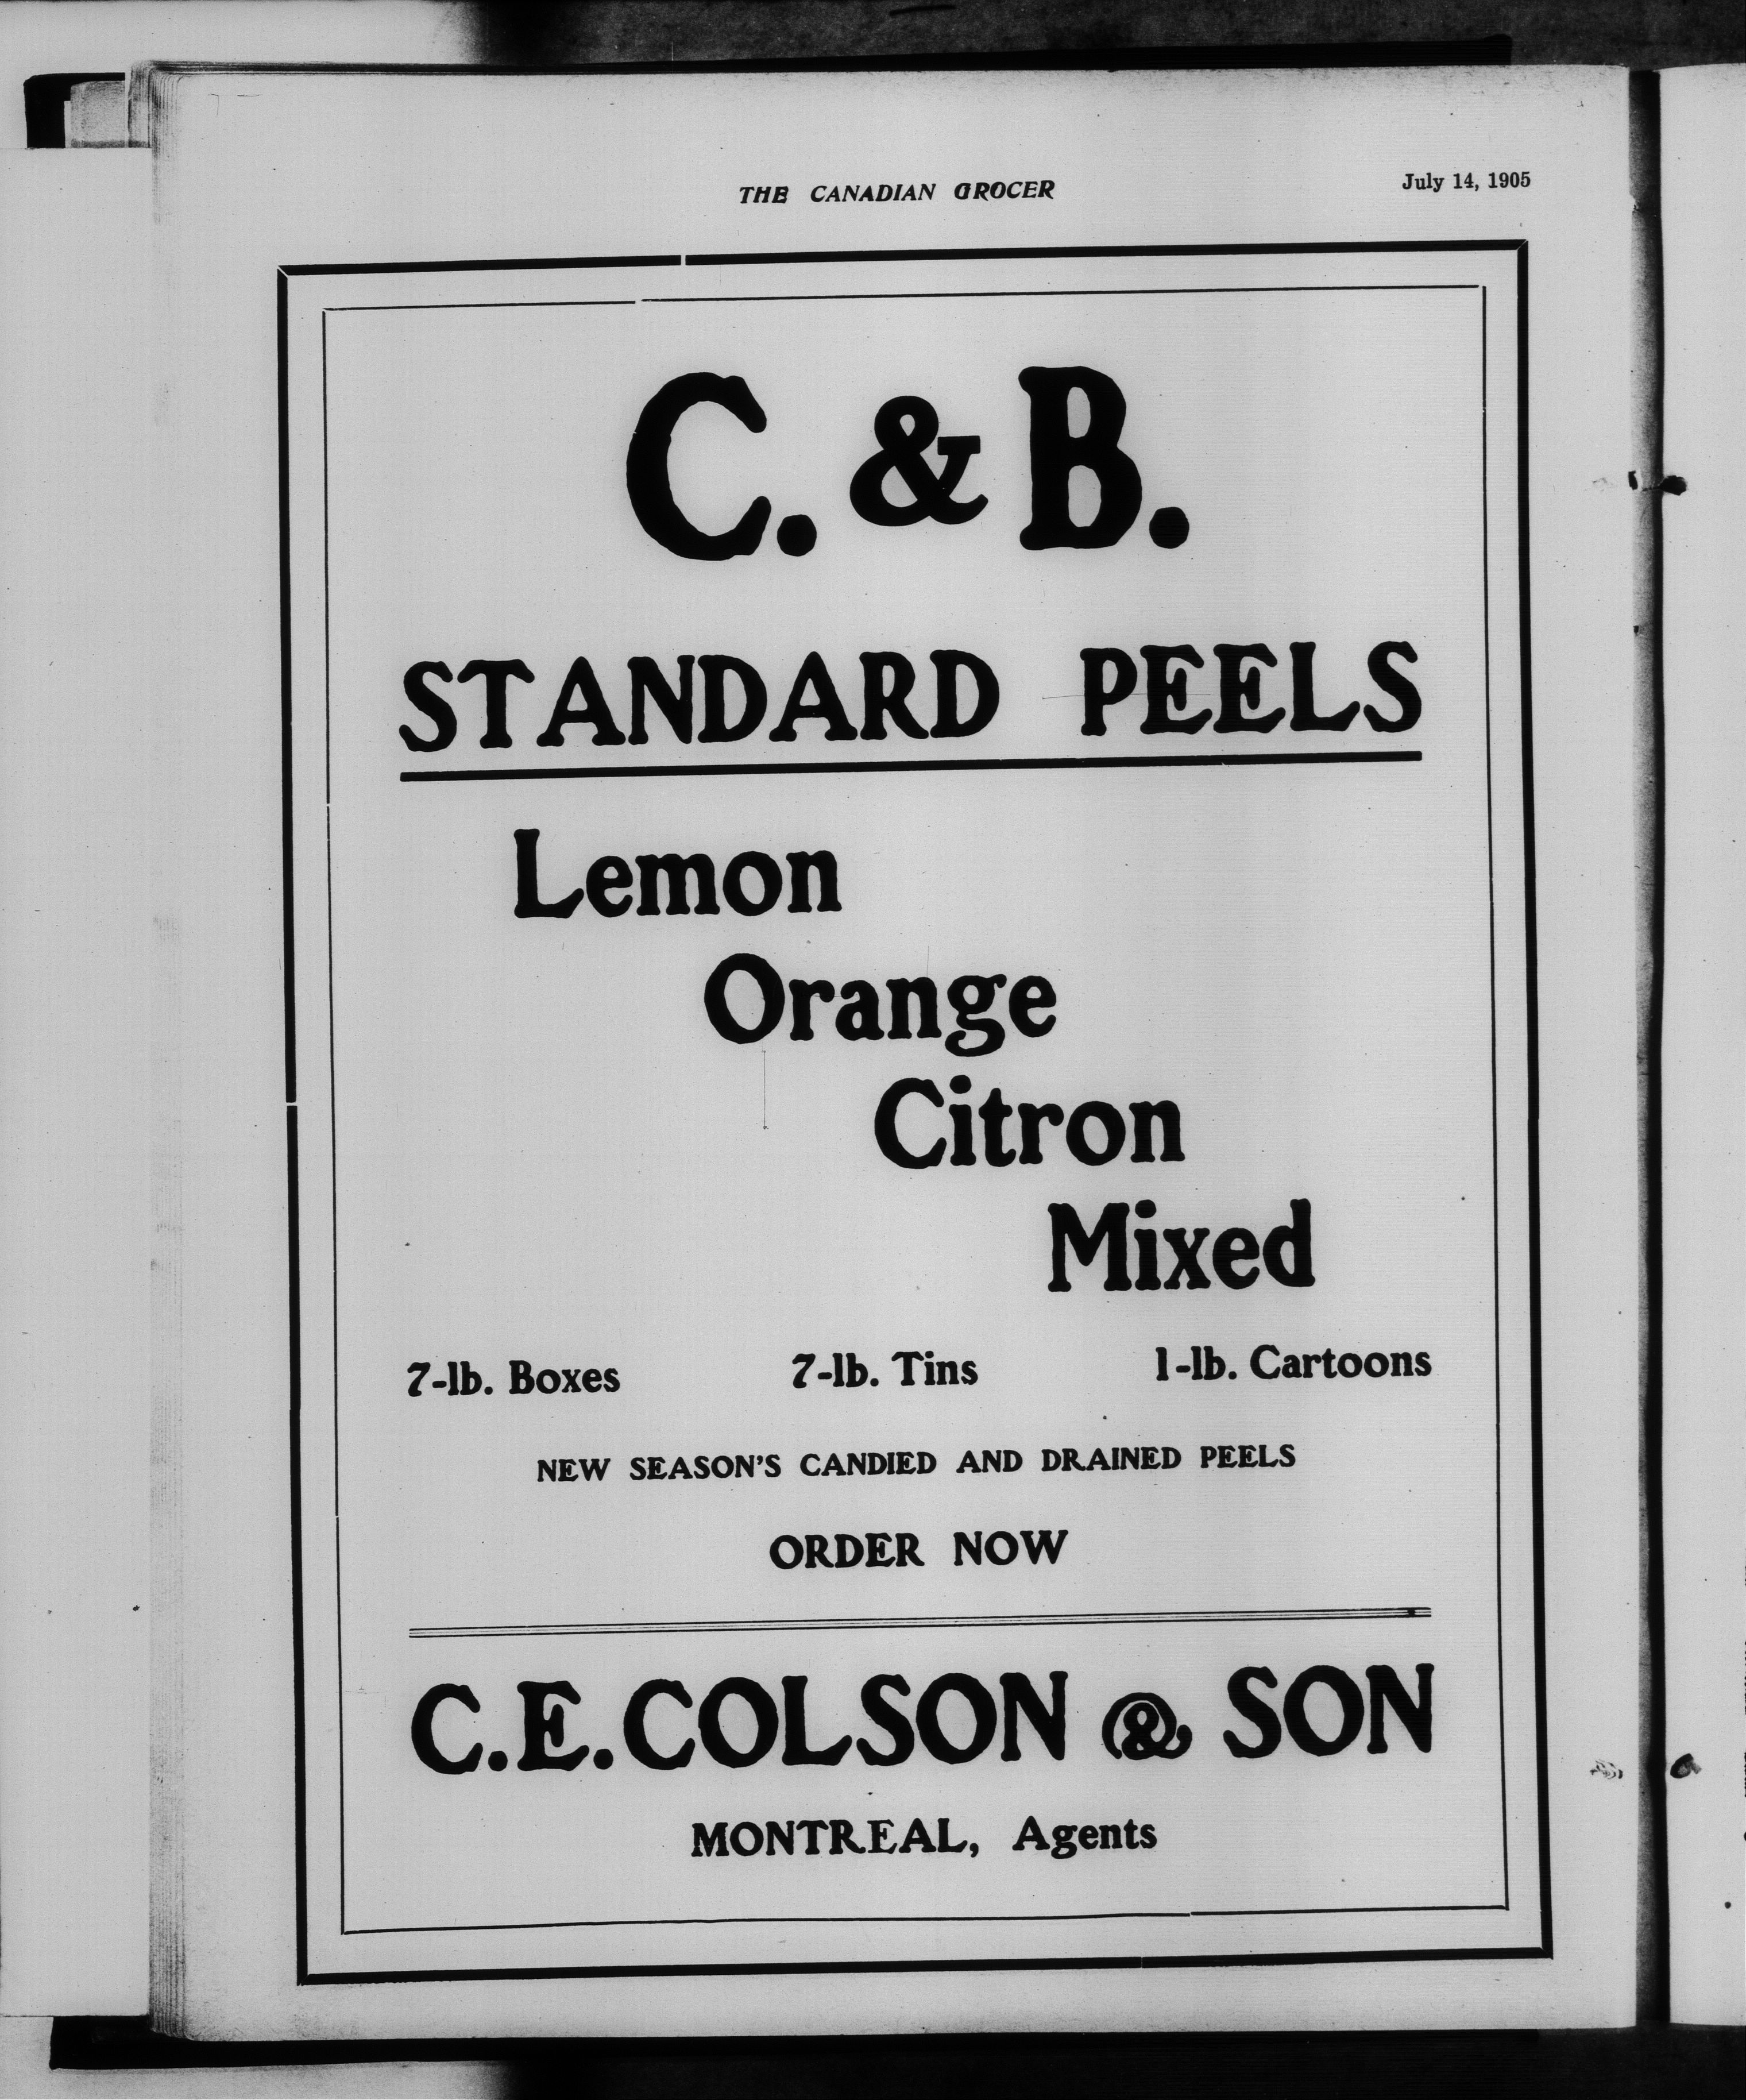 THE CANADIAN GROCER
July 14, 1905
C. & B.
STANDARD PEELS
Lemon
Orange
Citron
Mixed
7-lb. Boxes 7-lb. Tins 1-lb. Cartoons
NEW SEASON'S CANDIED AND DRAINED PEELS
ORDER NOW
C. E. COLSON & SON
MONTREAL, Agents